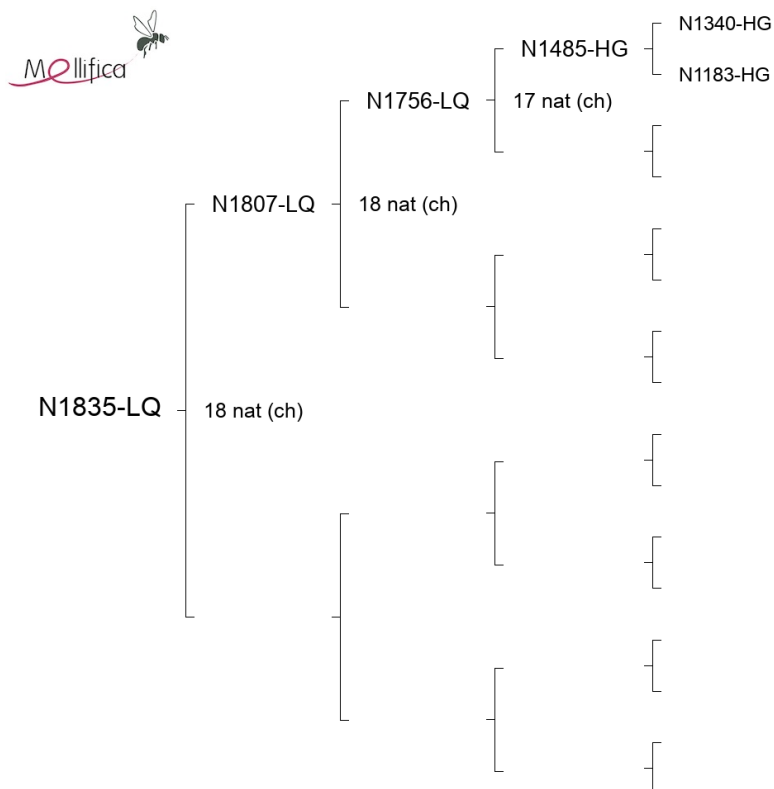 Mellifica
N1340-HG
N1485-HG
N1183-HG
N1756-LQ
17 nat (ch)
N1807-LQ
18 nat (ch)
N1835-LQ
18 nat (ch)